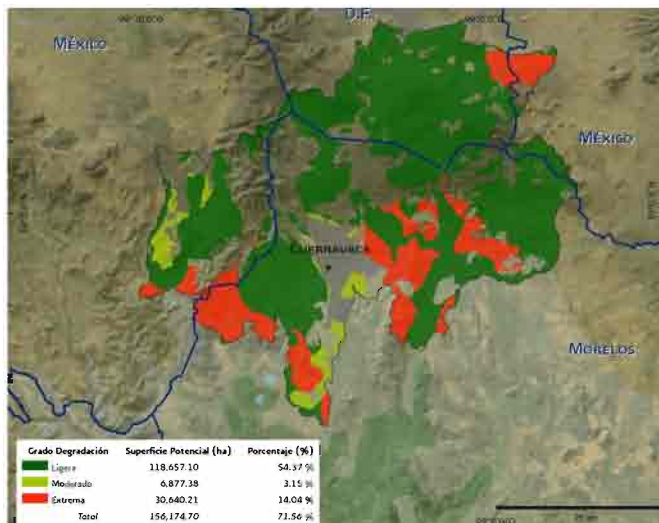 D.F.
MÉXICO
MÉXICO
CUERNAVACA
MORELOS
Grado Degradación Superficie Potencial (ha) Porcentaje (%)
Ligera 118,657.10 54.37 %
Moderado 6,877.38 3.15 %
Extrema 30,640.21 14.04 %
Total 156,174.70 71.56 %